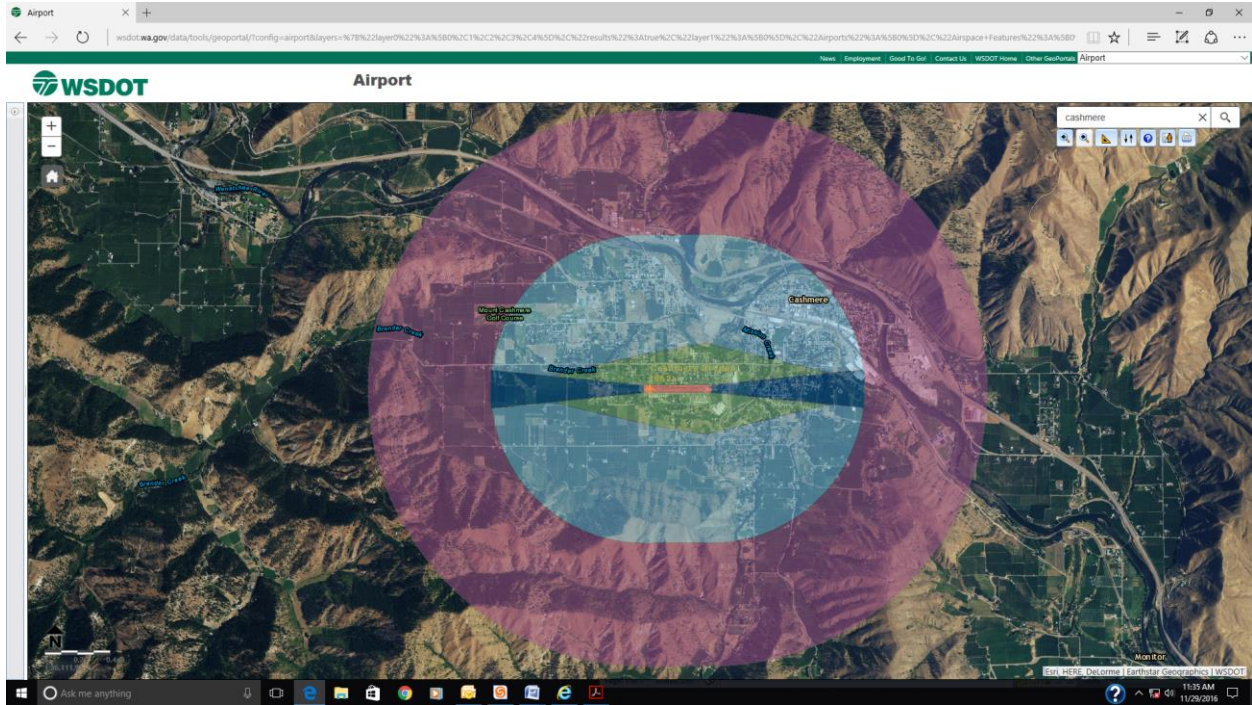 Airport
wsdot.wa.gov/data/tools/geoportal/?config=airport&layers=%7B%22layer0%22%3A%5B0%2C1%2C2%2C3%2C4%5D%2C%22results%22%3Atrue%2C%22layer1%22%3A%5B0%5D%2C%22Airports%22%3A%5B0%5D%2C%22Airspace+Features%22%3A%5B0
News Employment Good To Go! Contact Us WSDOT Home Other GeoPortals Airport
WSDOT Airport
cashmere
Wenatchee River
Cashmere
Mount Cashmere
Golf Course
Brender Creek
Mission Creek
Brender Creek
Brender Creek
N
Monitor
Esri, HERE, DeLorme | Earthstar Geographics | WSDOT
Ask me anything
11:35 AM
11/29/2016